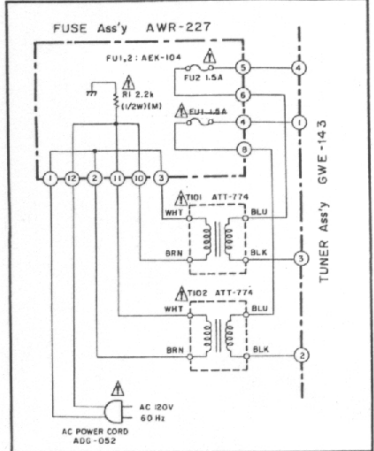 FUSE Ass'y AWR-227
FU1,2: AEK-104
FU2 1.5A
R1 2.2k
(1/2W)(M)
FU1 1.5A
5
6
4
8
4
1
3
2
1 12 2 11 10 3
TUNER Ass'y GWE-143
T101 ATT-774
WHT
BLU
BRN
BLK
T102 ATT-774
WHT
BLU
BRN
BLK
AC 120V
60 Hz
AC POWER CORD
ADG-052